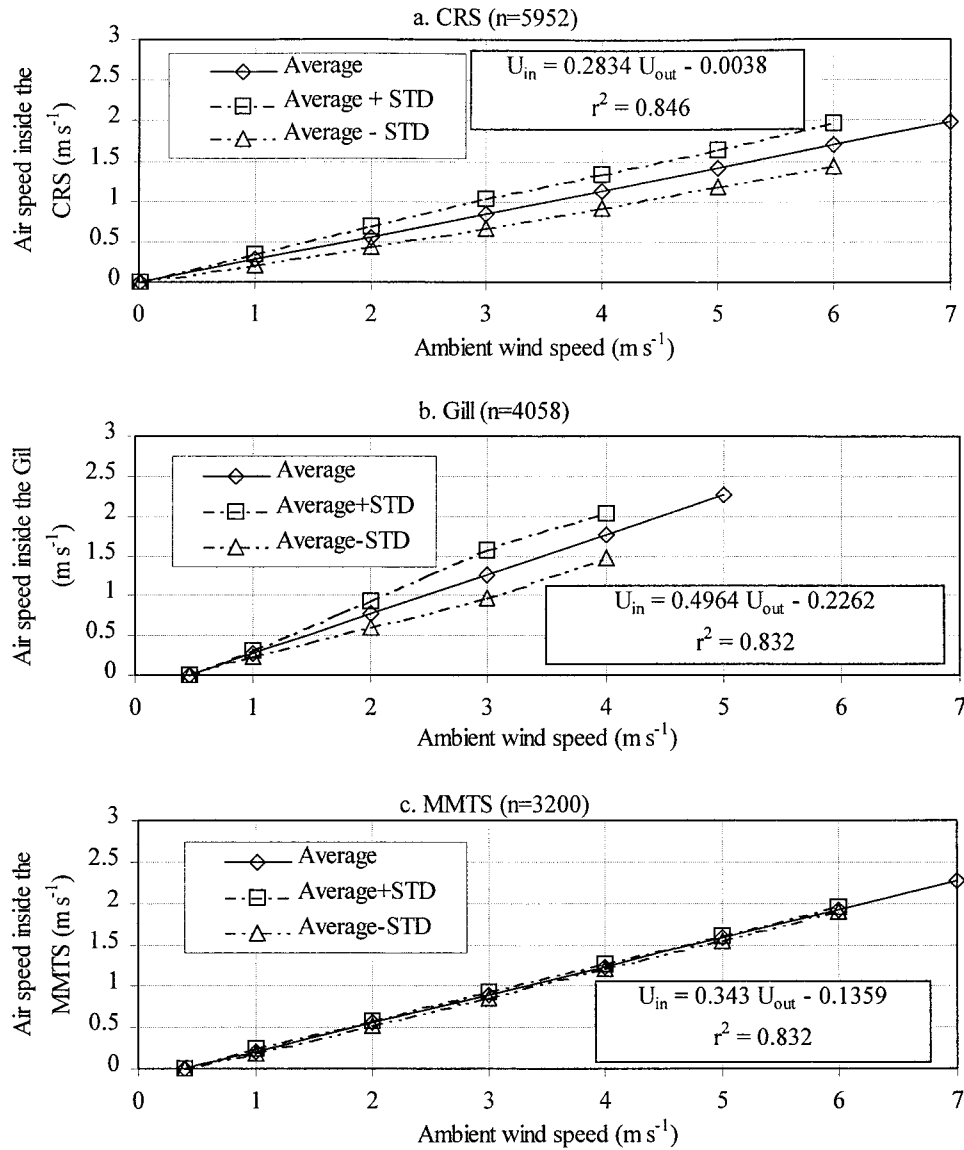 a. CRS (n=5952)
Air speed inside the
CRS (m s⁻¹)
3
2.5
2
1.5
1
0.5
0
Average
Average + STD
Average - STD
U_in = 0.2834 U_out - 0.0038
r² = 0.846
0 1 2 3 4 5 6 7
Ambient wind speed (m s⁻¹)
b. Gill (n=4058)
Air speed inside the Gil
(m s⁻¹)
3
2.5
2
1.5
1
0.5
0
Average
Average+STD
Average-STD
U_in = 0.4964 U_out - 0.2262
r² = 0.832
0 1 2 3 4 5 6 7
Ambient wind speed (m s⁻¹)
c. MMTS (n=3200)
Air speed inside the
MMTS (m s⁻¹)
3
2.5
2
1.5
1
0.5
0
Average
Average+STD
Average-STD
U_in = 0.343 U_out - 0.1359
r² = 0.832
0 1 2 3 4 5 6 7
Ambient wind speed (m s⁻¹)